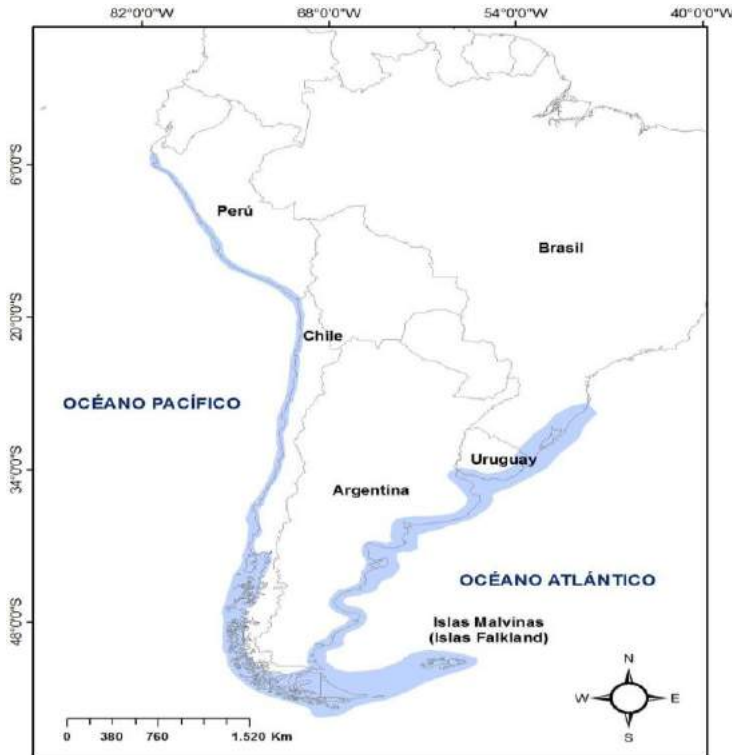 82°0'0"W 68°0'0"W 54°0'0"W 40°0'0"W
6°0'0"S
Perú
Brasil
20°0'0"S
Chile
OCÉANO PACÍFICO
34°0'0"S
Uruguay
Argentina
OCÉANO ATLÁNTICO
48°0'0"S
Islas Malvinas
(Islas Falkland)
N
W E
S
0 380 760 1.520 Km